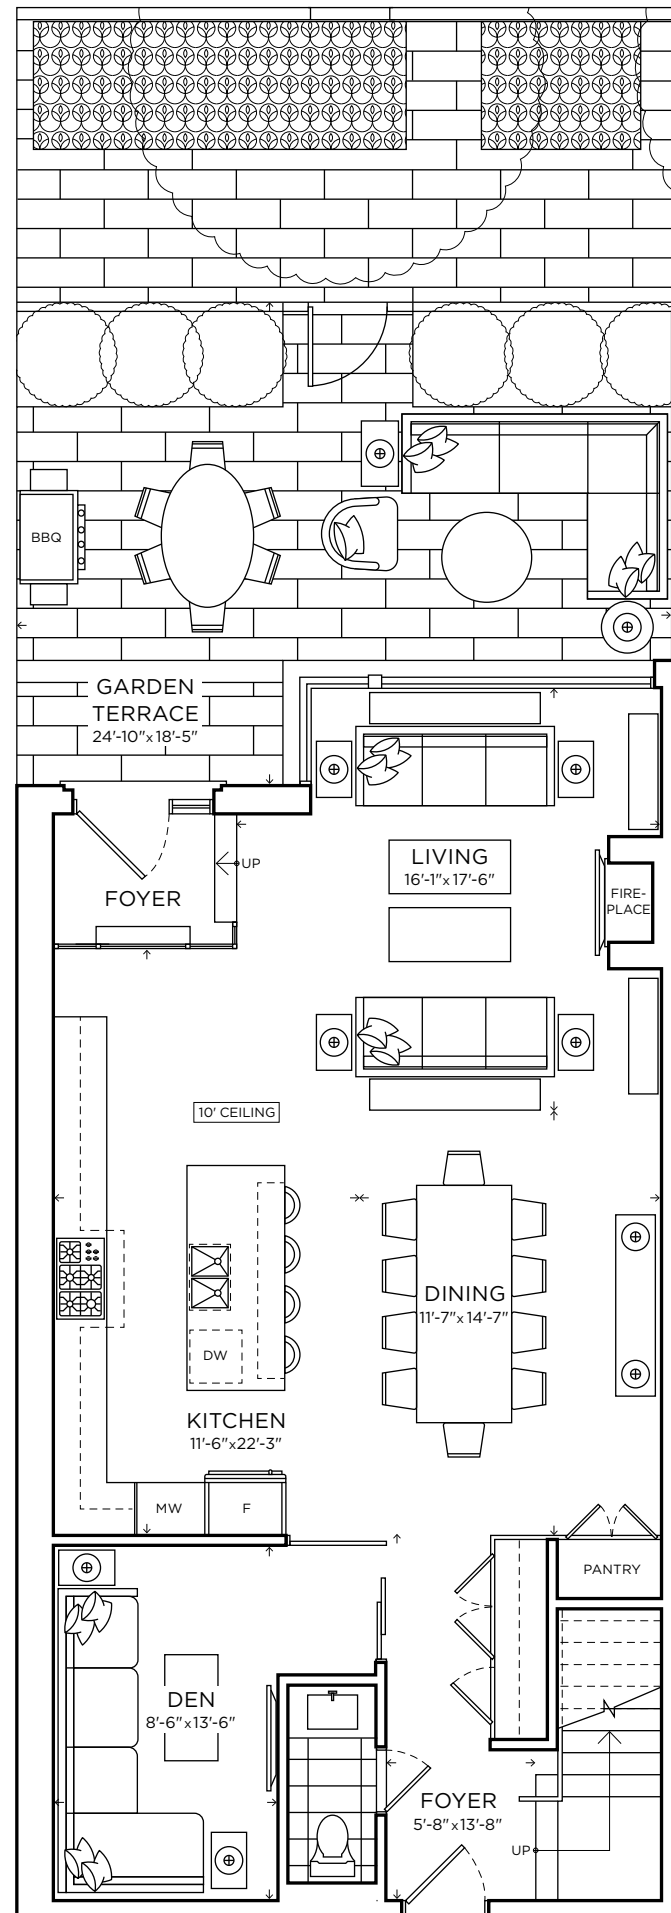 BBQ
GARDEN
TERRACE
24'-10"x18'-5"
LIVING
16'-1"x17'-6"
UP
FOYER
FIRE-
PLACE
10' CEILING
DINING
11'-7"x14'-7"
DW
KITCHEN
11'-6"x22'-3"
MW
F
PANTRY
DEN
8'-6"x13'-6"
FOYER
5'-8"x13'-8"
UP